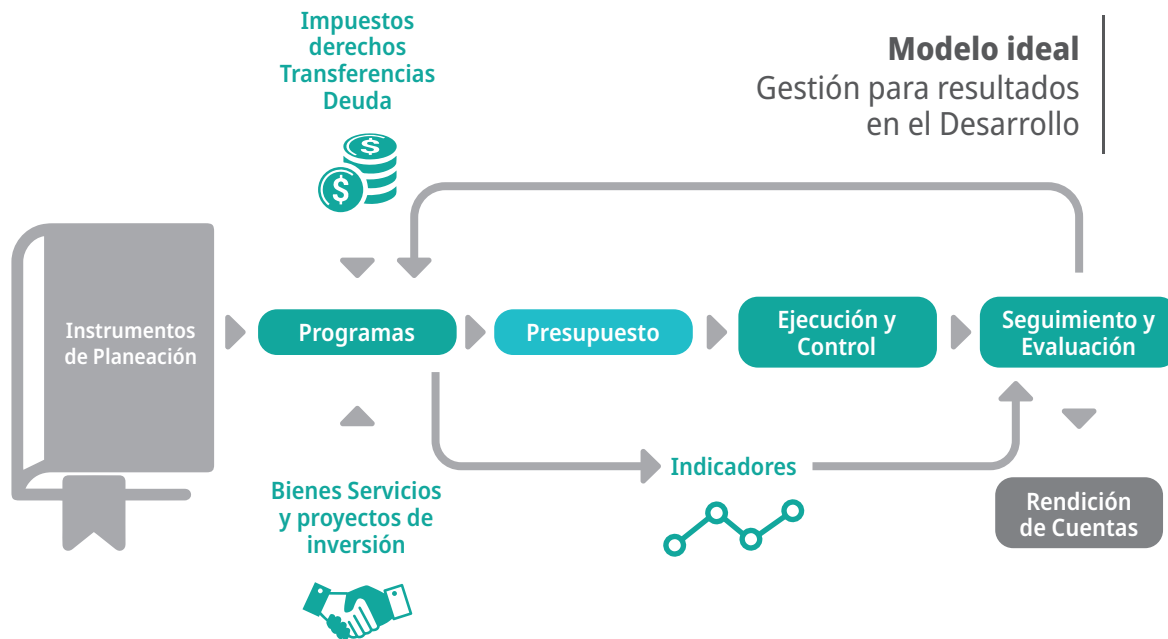 Impuestos
derechos
Transferencias
Deuda
Modelo ideal
Gestión para resultados
en el Desarrollo
$
$
Instrumentos
de Planeación
Programas
Presupuesto
Ejecución y
Control
Seguimiento y
Evaluación
Bienes Servicios
y proyectos de
inversión
Indicadores
Rendición
de Cuentas